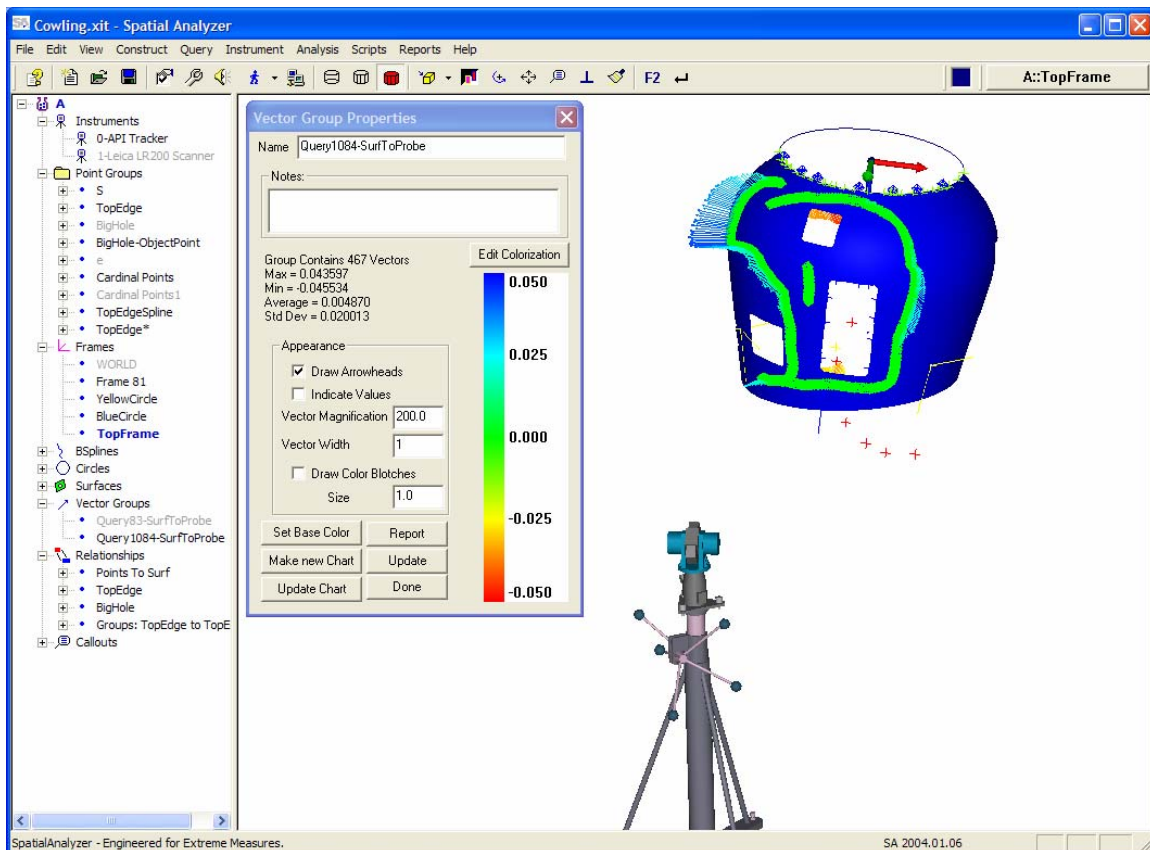 Cowling.xit - Spatial Analyzer
File Edit View Construct Query Instrument Analysis Scripts Reports Help
F2
A::TopFrame
A
Instruments
0-API Tracker
1-Leica LR200 Scanner
Point Groups
S
TopEdge
BigHole
BigHole-ObjectPoint
e
Cardinal Points
Cardinal Points1
TopEdgeSpline
TopEdge*
Frames
WORLD
Frame 81
YellowCircle
BlueCircle
TopFrame
BSplines
Circles
Surfaces
Vector Groups
Query83-SurfToProbe
Query1084-SurfToProbe
Relationships
Points To Surf
TopEdge
BigHole
Groups: TopEdge to TopE
Callouts
Vector Group Properties
Name Query1084-SurfToProbe
Notes:
Group Contains 467 Vectors
Max = 0.043597
Min = -0.045534
Average = 0.004870
Std Dev = 0.020013
Edit Colorization
0.050
0.025
0.000
-0.025
-0.050
Appearance
Draw Arrowheads
Indicate Values
Vector Magnification 200.0
Vector Width 1
Draw Color Blotches
Size 1.0
Set Base Color Report
Make new Chart Update
Update Chart Done
SpatialAnalyzer - Engineered for Extreme Measures. SA 2004.01.06